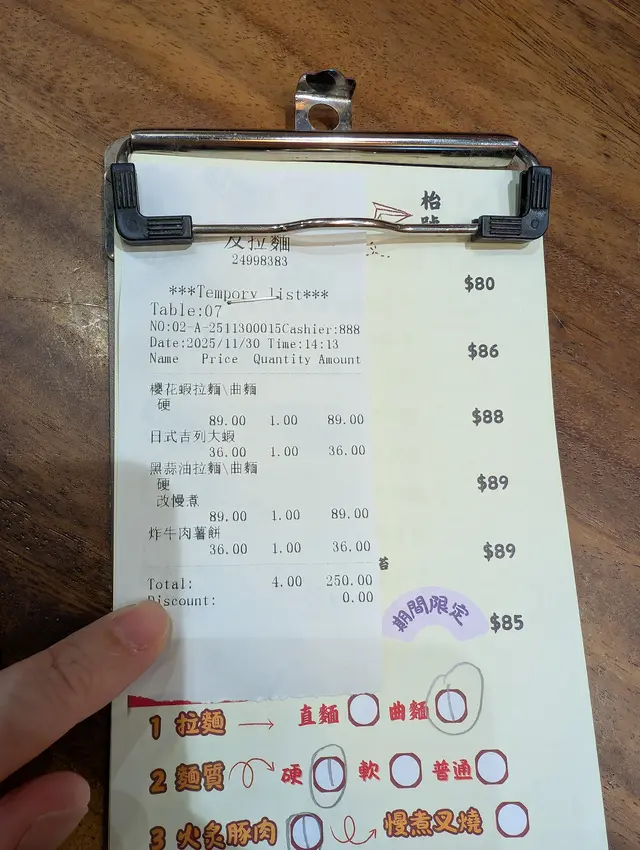 枱
號
及拉麵
24998383
***Tempory list***
Table:07
NO:02-A-2511300015Cashier:888
Date:2025/11/30 Time:14:13
Name Price Quantity Amount
櫻花蝦拉麵\曲麵
硬
89.00 1.00 89.00
日式吉列大蝦
36.00 1.00 36.00
黑蒜油拉麵\曲麵
硬
改慢煮
89.00 1.00 89.00
炸牛肉薯餅
36.00 1.00 36.00
Total: 4.00 250.00
Discount: 0.00
$80
$86
$88
$89
$89
期間限定 $85
1 拉麵 直麵 曲麵
2 麵質 硬 軟 普通
3 火炙豚肉 慢煮叉燒